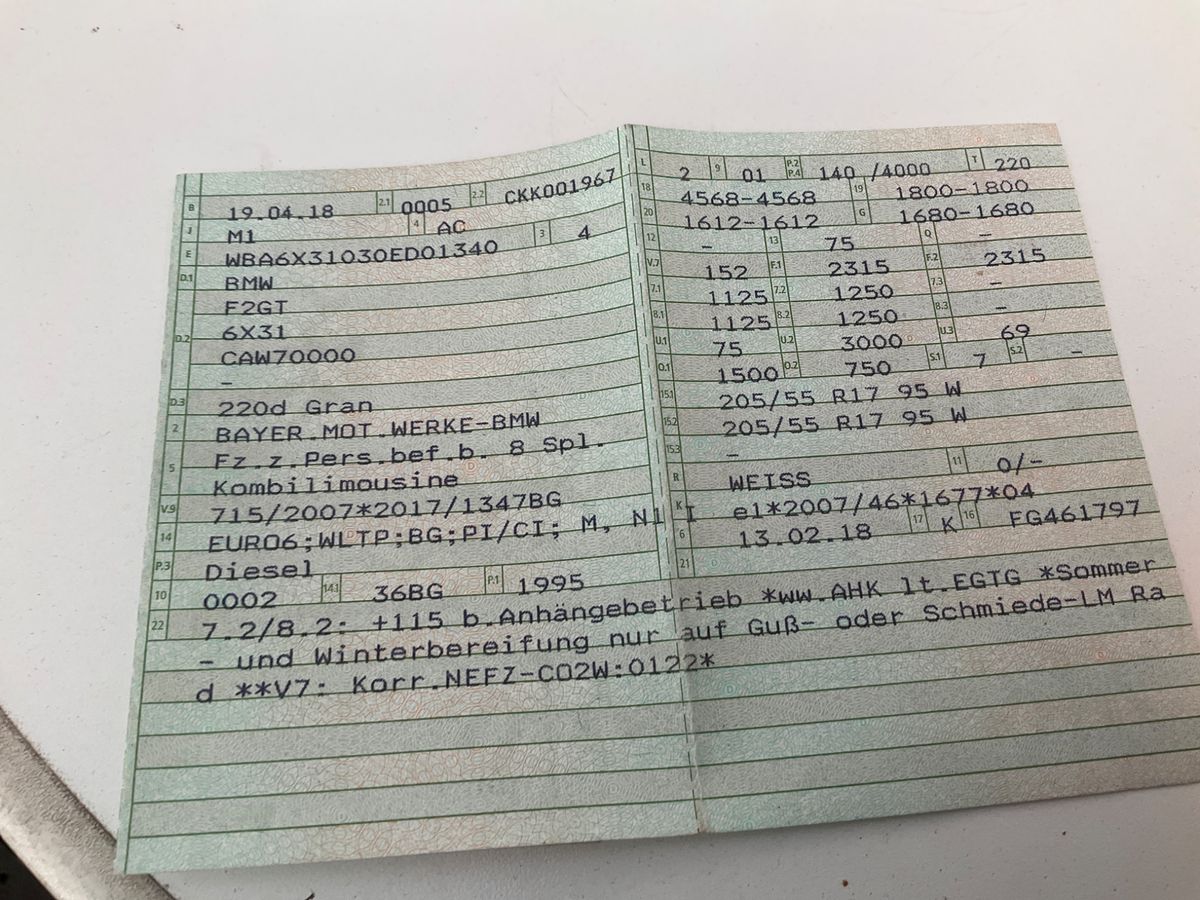 B 19.04.18 2.1 0005 2.2 CKK001967
J M1 4 AC
E WBA6X31030ED01340 3 4
D.1 BMW
F2GT
D.2 6X31
CAW70000
-
D.3 220d Gran
2 BAYER.MOT.WERKE-BMW
5 Fz.z.Pers.bef.b. 8 Spl.
Kombilimousine
V.9 715/2007*2017/1347BG
14 EURO6;WLTP;BG;PI/CI; M, N1 I
P.3 Diesel
10 0002 14.1 36BG P.1 1995
L 2 9 01 P.2 P.4 140 /4000 T 220
18 4568-4568 19 1800-1800
20 1612-1612 G 1680-1680
12 - 13 75 Q -
V.7 152 F.1 2315 F.2 2315
7.1 1125 7.2 1250 7.3 -
8.1 1125 8.2 1250 8.3 -
U.1 75 U.2 3000 U.3 69
O.1 1500 O.2 750 S.1 7 S.2 -
15.1 205/55 R17 95 W
15.2 205/55 R17 95 W
15.3 -
R WEISS 11 0/-
K e1*2007/46*1677*04
6 13.02.18 17 K 16 FG461797
21
22 7.2/8.2: +115 b.Anhängebetrieb *ww.AHK lt.EGTG *Sommer
- und Winterbereifung nur auf Guß- oder Schmiede-LM Ra
d **V7: Korr.NEFZ-CO2W:0122*